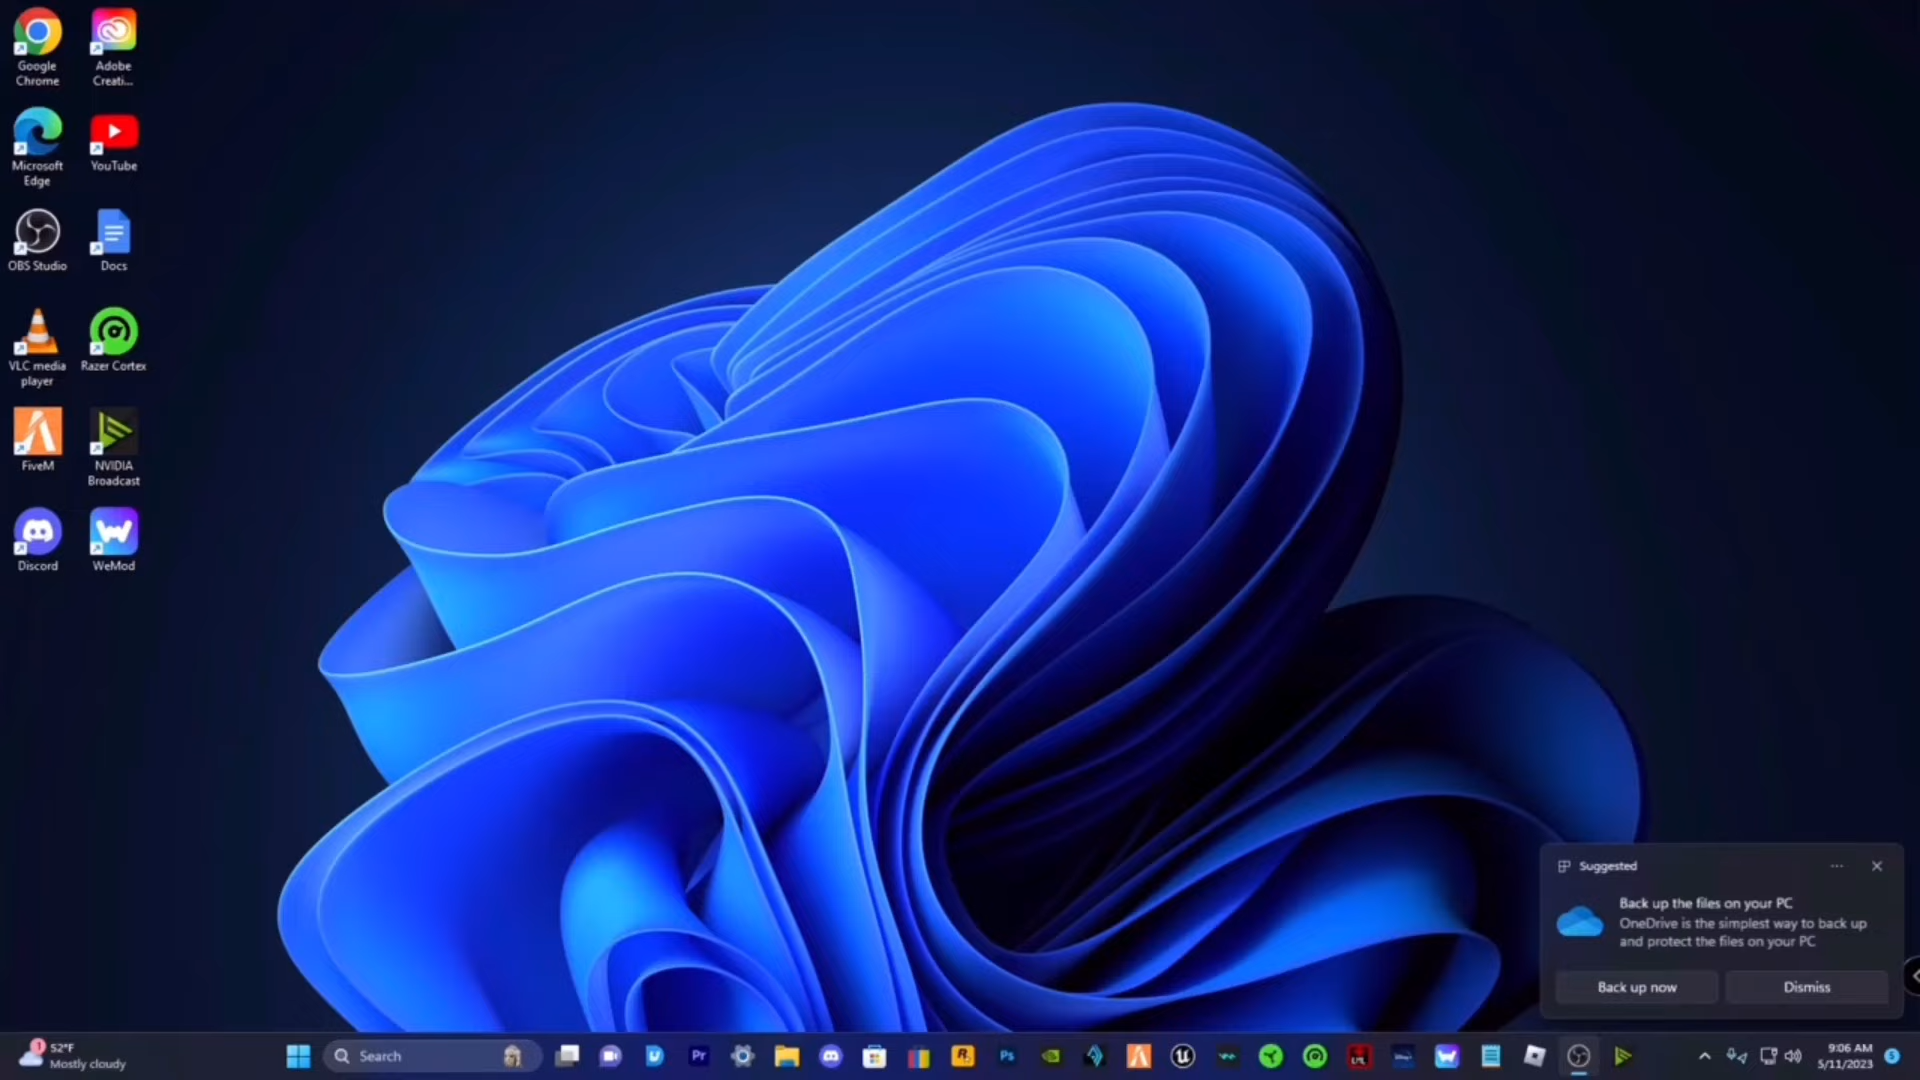 Google
Chrome
Adobe
Creati...
Microsoft
Edge
YouTube
OBS Studio
Docs
VLC media
player
Razer Cortex
FiveM
NVIDIA
Broadcast
Discord
WeMod
Suggested
Back up the files on your PC
OneDrive is the simplest way to back up
and protect the files on your PC
Back up now
Dismiss
1
52°F
Mostly cloudy
Search
Pr
R
Ps
9:06 AM
5/11/2023
5